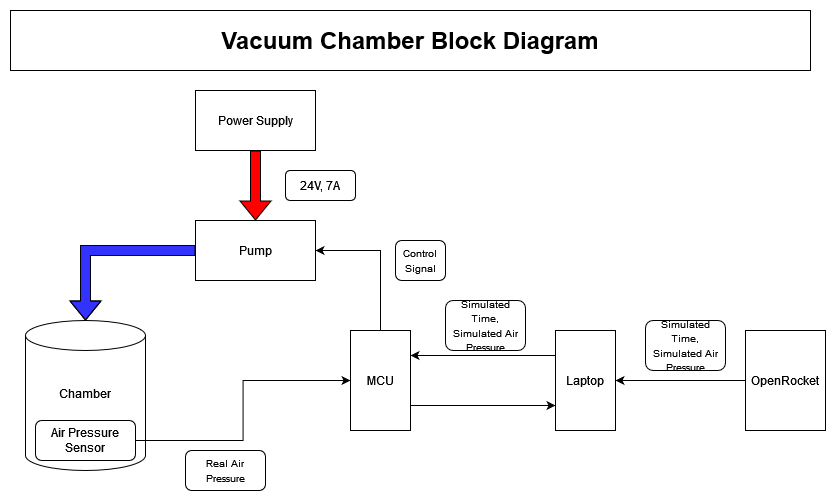 Vacuum Chamber Block Diagram
Power Supply
24V, 7A
Pump
Control
Signal
Simulated
Time,
Simulated Air
Pressure
Simulated
Time,
Simulated Air
Pressure
MCU
Laptop
OpenRocket
Chamber
Air Pressure
Sensor
Real Air
Pressure